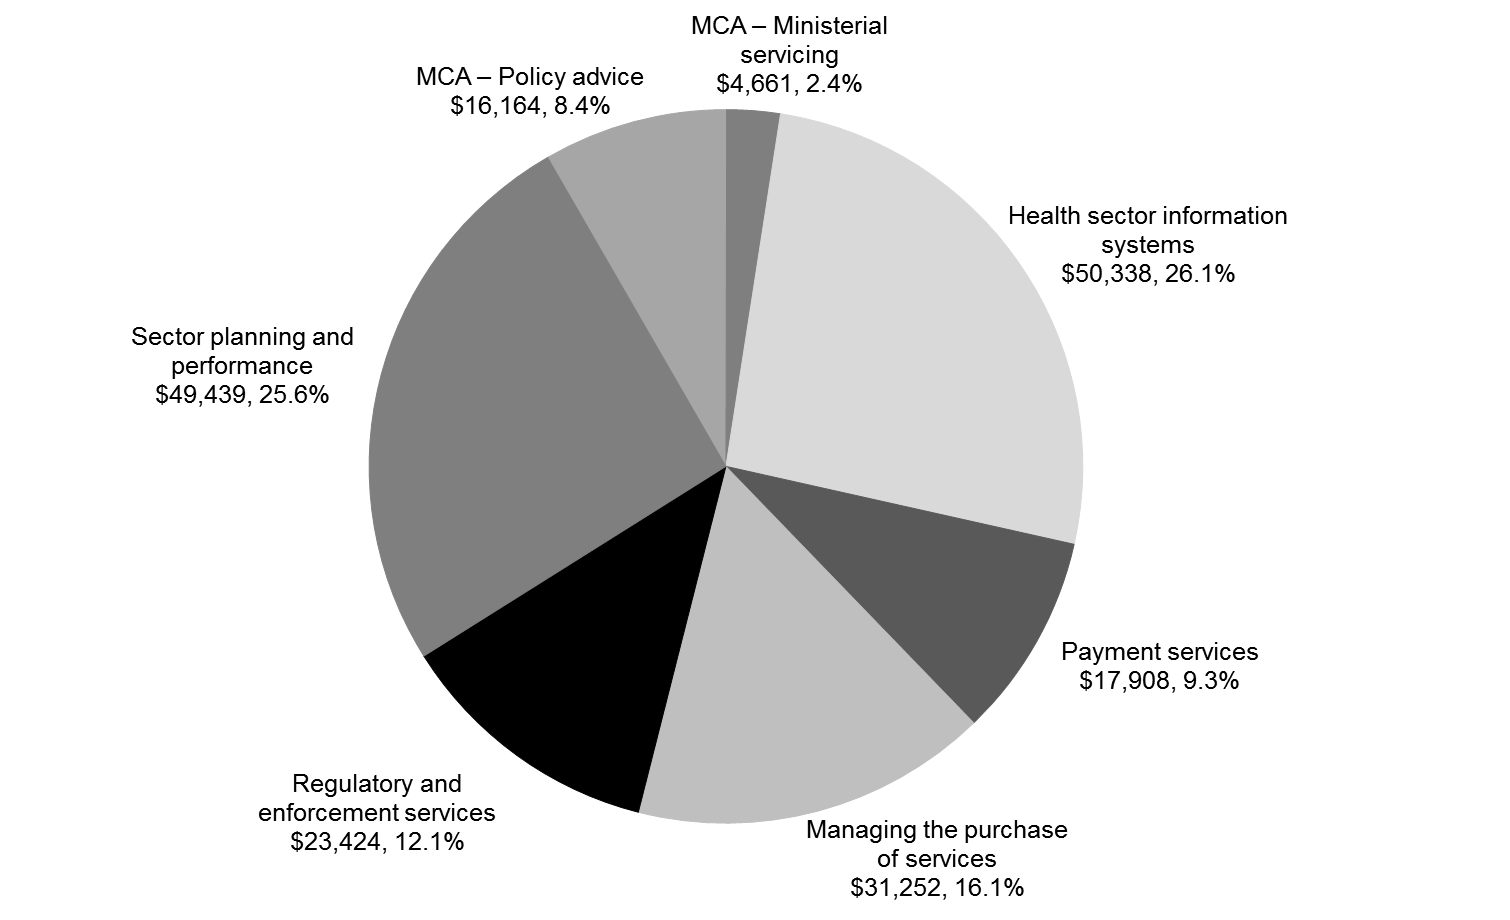 MCA – Ministerial
servicing
$4,661, 2.4%
Health sector information
systems
$50,338, 26.1%
Payment services
$17,908, 9.3%
Managing the purchase
of services
$31,252, 16.1%
Regulatory and
enforcement services
$23,424, 12.1%
Sector planning and
performance
$49,439, 25.6%
MCA – Policy advice
$16,164, 8.4%